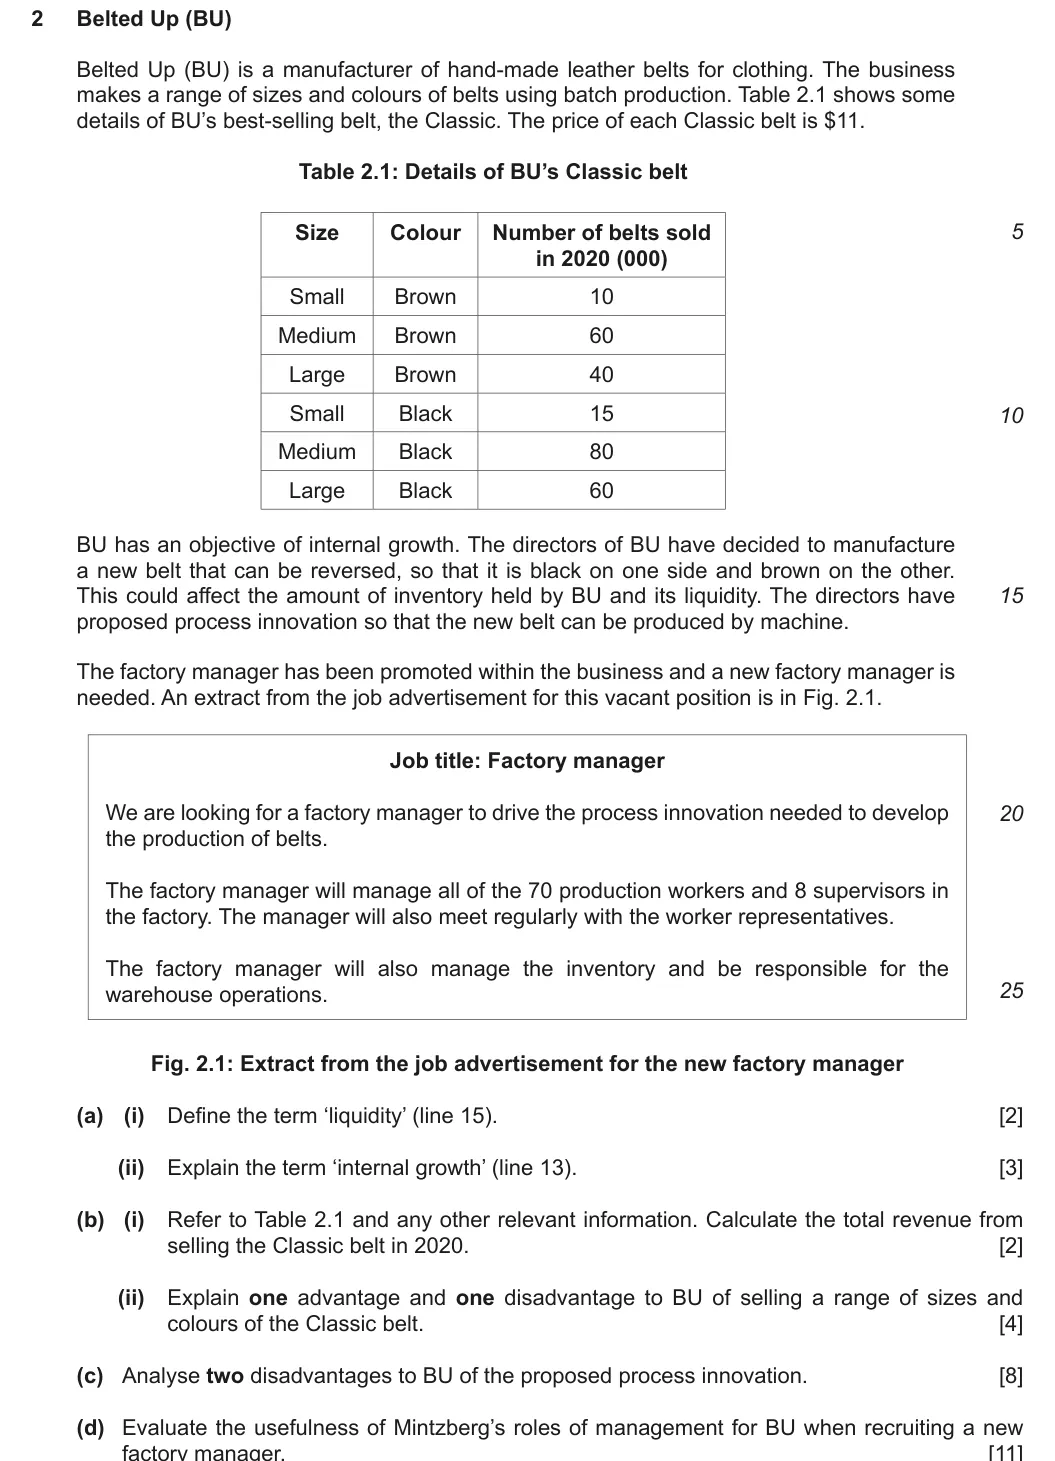 2 Belted Up (BU)
Belted Up (BU) is a manufacturer of hand-made leather belts for clothing. The business
makes a range of sizes and colours of belts using batch production. Table 2.1 shows some
details of BU’s best-selling belt, the Classic. The price of each Classic belt is $11.
Table 2.1: Details of BU’s Classic belt
Size Colour Number of belts sold 5
in 2020 (000)
Small Brown 10
Medium Brown 60
Large Brown 40
Small Black 15 10
Medium Black 80
Large Black 60
BU has an objective of internal growth. The directors of BU have decided to manufacture
a new belt that can be reversed, so that it is black on one side and brown on the other.
This could affect the amount of inventory held by BU and its liquidity. The directors have 15
proposed process innovation so that the new belt can be produced by machine.
The factory manager has been promoted within the business and a new factory manager is
needed. An extract from the job advertisement for this vacant position is in Fig. 2.1.
Job title: Factory manager
We are looking for a factory manager to drive the process innovation needed to develop 20
the production of belts.
The factory manager will manage all of the 70 production workers and 8 supervisors in
the factory. The manager will also meet regularly with the worker representatives.
The factory manager will also manage the inventory and be responsible for the
warehouse operations. 25
Fig. 2.1: Extract from the job advertisement for the new factory manager
(a) (i) Define the term ‘liquidity’ (line 15). [2]
(ii) Explain the term ‘internal growth’ (line 13). [3]
(b) (i) Refer to Table 2.1 and any other relevant information. Calculate the total revenue from
selling the Classic belt in 2020. [2]
(ii) Explain one advantage and one disadvantage to BU of selling a range of sizes and
colours of the Classic belt. [4]
(c) Analyse two disadvantages to BU of the proposed process innovation. [8]
(d) Evaluate the usefulness of Mintzberg’s roles of management for BU when recruiting a new
factory manager. [11]